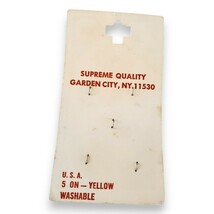 SUPREME QUALITY
GARDEN CITY, NY, 11530
U. S. A.
5 ON — YELLOW
WASHABLE